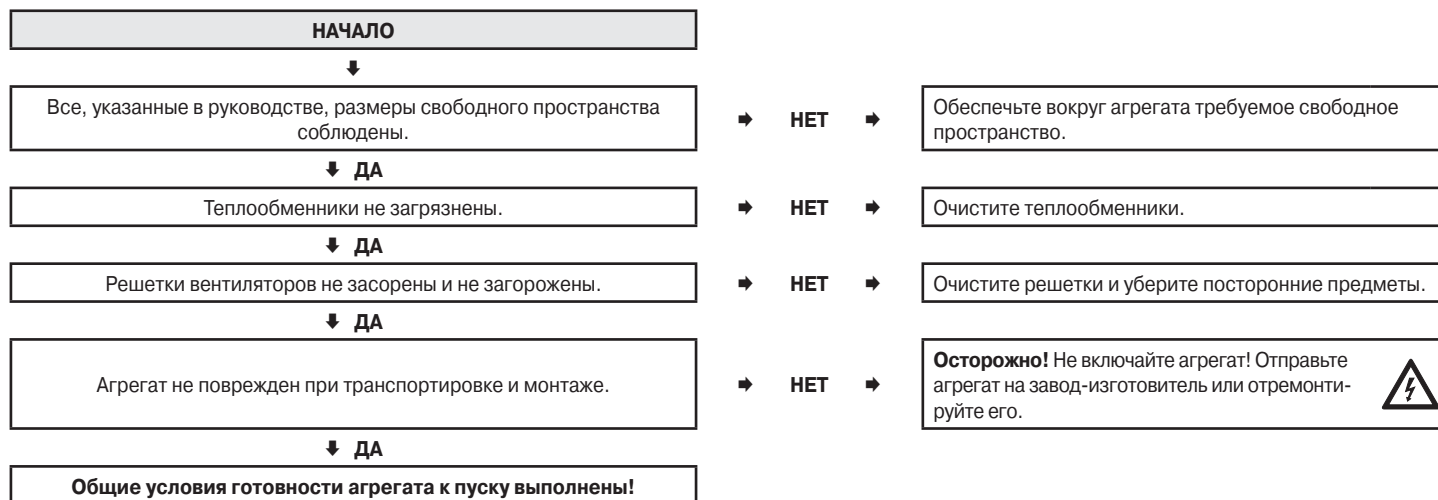 НАЧАЛО
Все, указанные в руководстве, размеры свободного пространства
соблюдены.
НЕТ
Обеспечьте вокруг агрегата требуемое свободное
пространство.
ДА
Теплообменники не загрязнены.
НЕТ
Очистите теплообменники.
ДА
Решетки вентиляторов не засорены и не загорожены.
НЕТ
Очистите решетки и уберите посторонние предметы.
ДА
Агрегат не поврежден при транспортировке и монтаже.
НЕТ
Осторожно! Не включайте агрегат! Отправьте
агрегат на завод-изготовитель или отремонти-
руйте его.
ДА
Общие условия готовности агрегата к пуску выполнены!